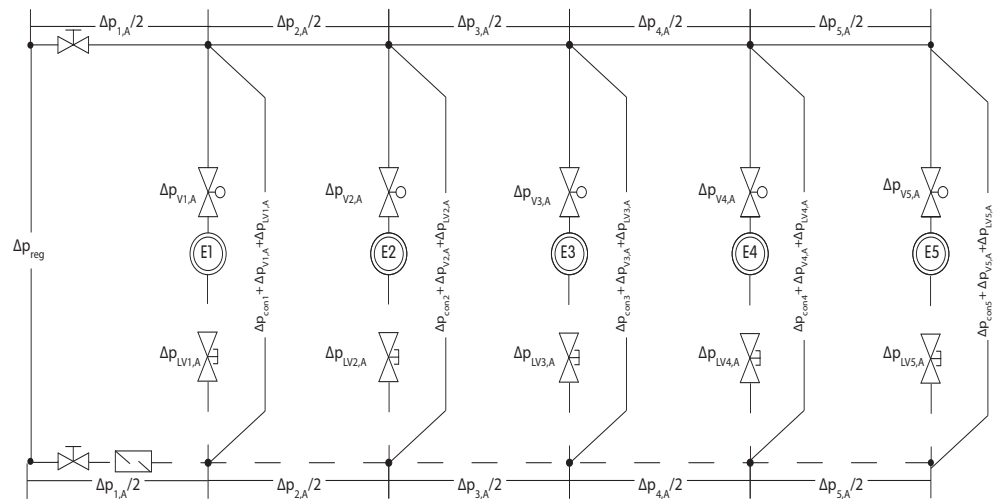 Δp1,A/2 Δp2,A/2 Δp3,A/2 Δp4,A/2 Δp5,A/2
ΔpV1,A ΔpV2,A ΔpV3,A ΔpV4,A ΔpV5,A
Δpreg E1 E2 E3 E4 E5
Δpcon1+ ΔpV1,A+ΔpLV1,A
Δpcon2+ ΔpV2,A+ΔpLV2,A
Δpcon3+ ΔpV3,A+ΔpLV3,A
Δpcon4+ ΔpV4,A+ΔpLV4,A
Δpcon5+ ΔpV5,A+ΔpLV5,A
ΔpLV1,A ΔpLV2,A ΔpLV3,A ΔpLV4,A ΔpLV5,A
Δp1,A/2 Δp2,A/2 Δp3,A/2 Δp4,A/2 Δp5,A/2